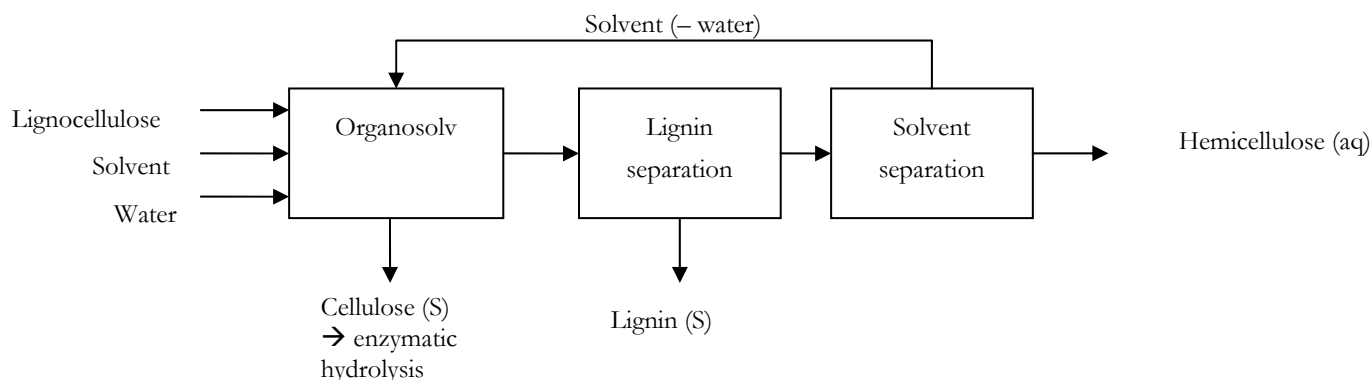 Solvent (– water)
Lignocellulose
Solvent
Water
Organosolv
Lignin
separation
Solvent
separation
Hemicellulose (aq)
Cellulose (S)
→ enzymatic
hydrolysis
Lignin (S)